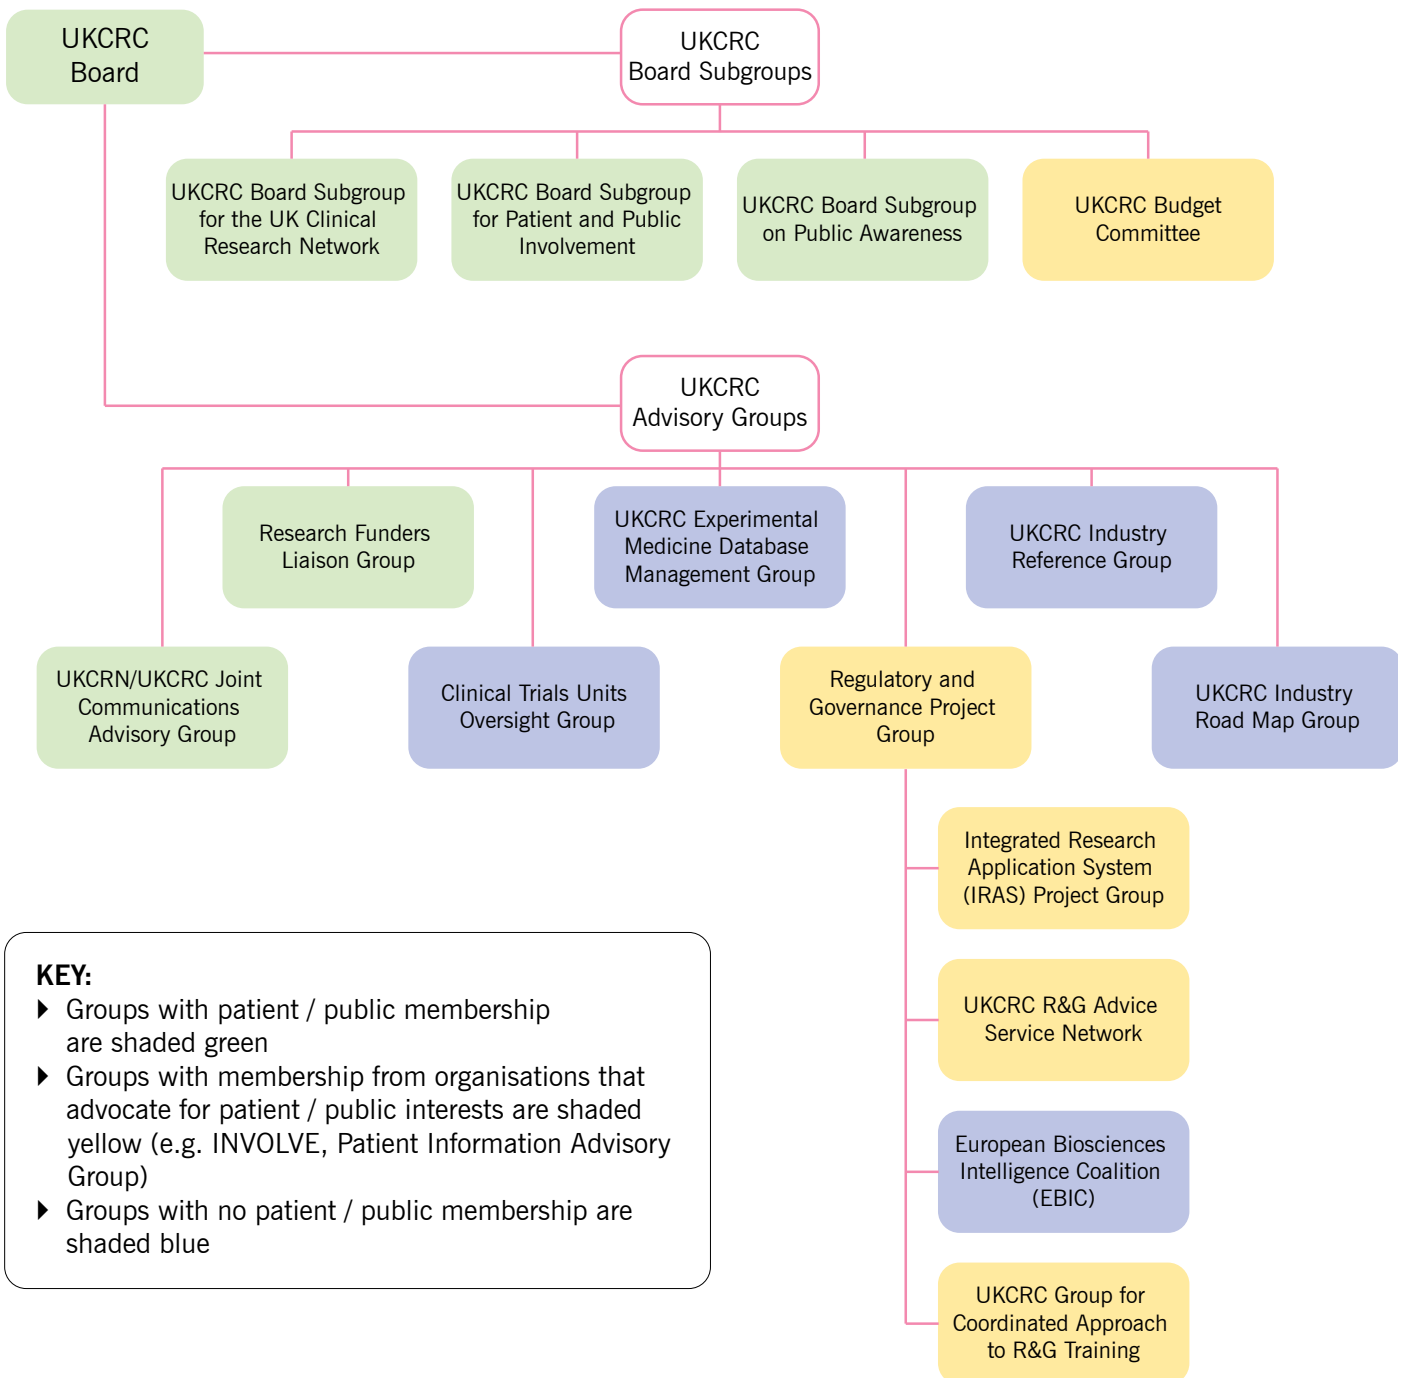 UKCRC
Board
UKCRC
Board Subgroups
UKCRC Board Subgroup
for the UK Clinical
Research Network
UKCRC Board Subgroup
for Patient and Public
Involvement
UKCRC Board Subgroup
on Public Awareness
UKCRC Budget
Committee
UKCRC
Advisory Groups
Research Funders
Liaison Group
UKCRC Experimental
Medicine Database
Management Group
UKCRC Industry
Reference Group
UKCRN/UKCRC Joint
Communications
Advisory Group
Clinical Trials Units
Oversight Group
Regulatory and
Governance Project
Group
UKCRC Industry
Road Map Group
Integrated Research
Application System
(IRAS) Project Group
UKCRC R&G Advice
Service Network
European Biosciences
Intelligence Coalition
(EBIC)
UKCRC Group for
Coordinated Approach
to R&G Training
KEY:
Groups with patient / public membership
are shaded green
Groups with membership from organisations that
advocate for patient / public interests are shaded
yellow (e.g. INVOLVE, Patient Information Advisory
Group)
Groups with no patient / public membership are
shaded blue